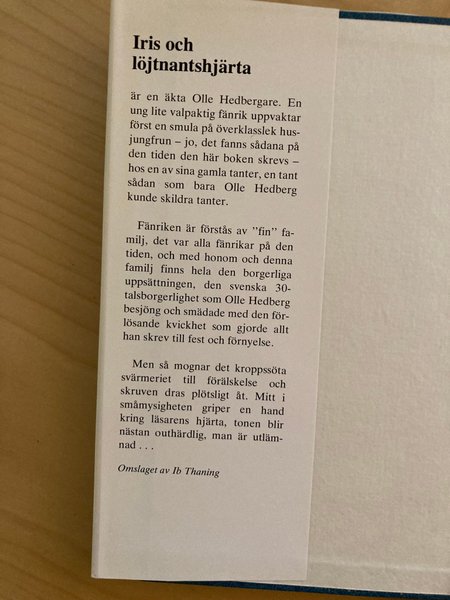 Iris och
löjtnantshjärta
är en äkta Olle Hedbergare. En
ung lite valpaktig fänrik uppvaktar
först en smula på överklasslek hus-
jungfrun – jo, det fanns sådana på
den tiden den här boken skrevs –
hos en av sina gamla tanter, en tant
sådan som bara Olle Hedberg
kunde skildra tanter.
Fänriken är förstås av ”fin” fa-
milj, det var alla fänrikar på den
tiden, och med honom och denna
familj finns hela den borgerliga
uppsättningen, den svenska 30-
talsborgerlighet som Olle Hedberg
besjöng och smädade med den för-
lösande kvickhet som gjorde allt
han skrev till fest och förnyelse.
Men så mognar det kroppssöta
svärmeriet till förälskelse och
skruven dras plötsligt åt. Mitt i
småmysigheten griper en hand
kring läsarens hjärta, tonen blir
nästan outhärdlig, man är utläm-
nad . . .
Omslaget av Ib Thaning